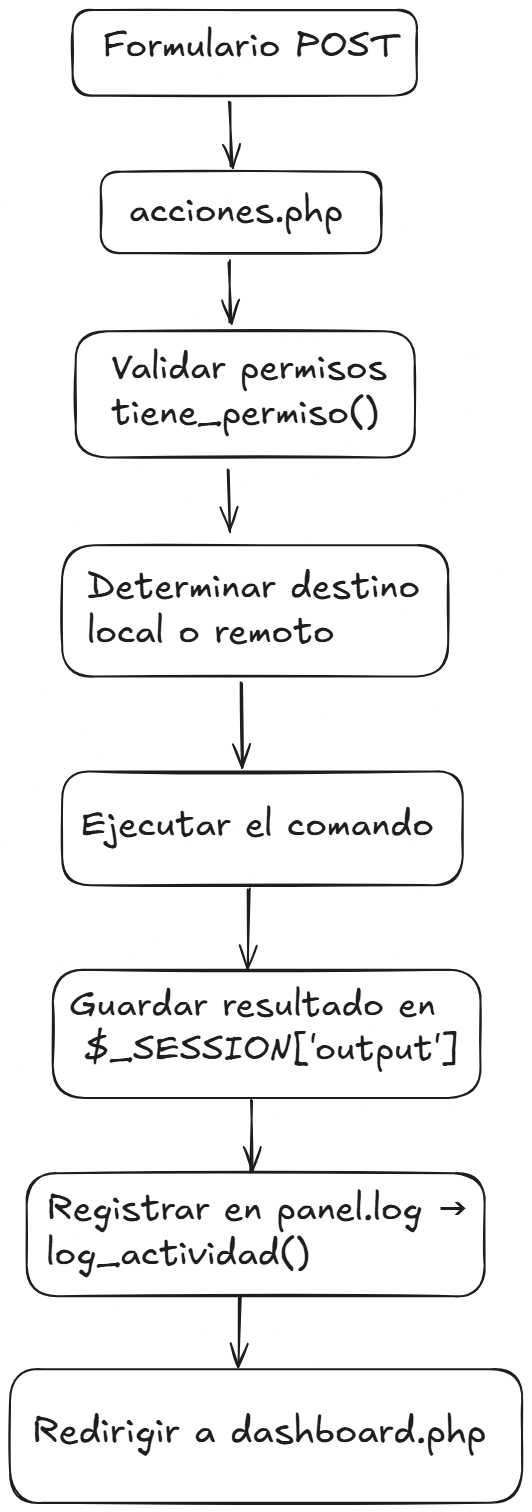 Formulario POST
acciones.php
Validar permisos
tiene_permiso()
Determinar destino
local o remoto
Ejecutar el comando
Guardar resultado en
$_SESSION['output']
Registrar en panel.log →
log_actividad()
Redirigir a dashboard.php